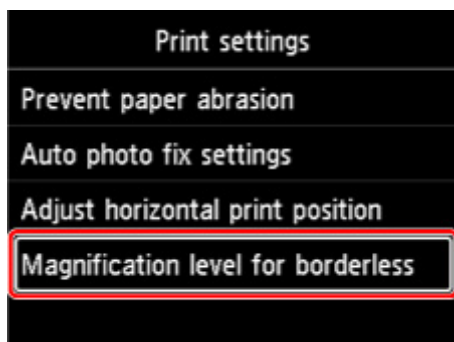 Print settings
Prevent paper abrasion
Auto photo fix settings
Adjust horizontal print position
Magnification level for borderless